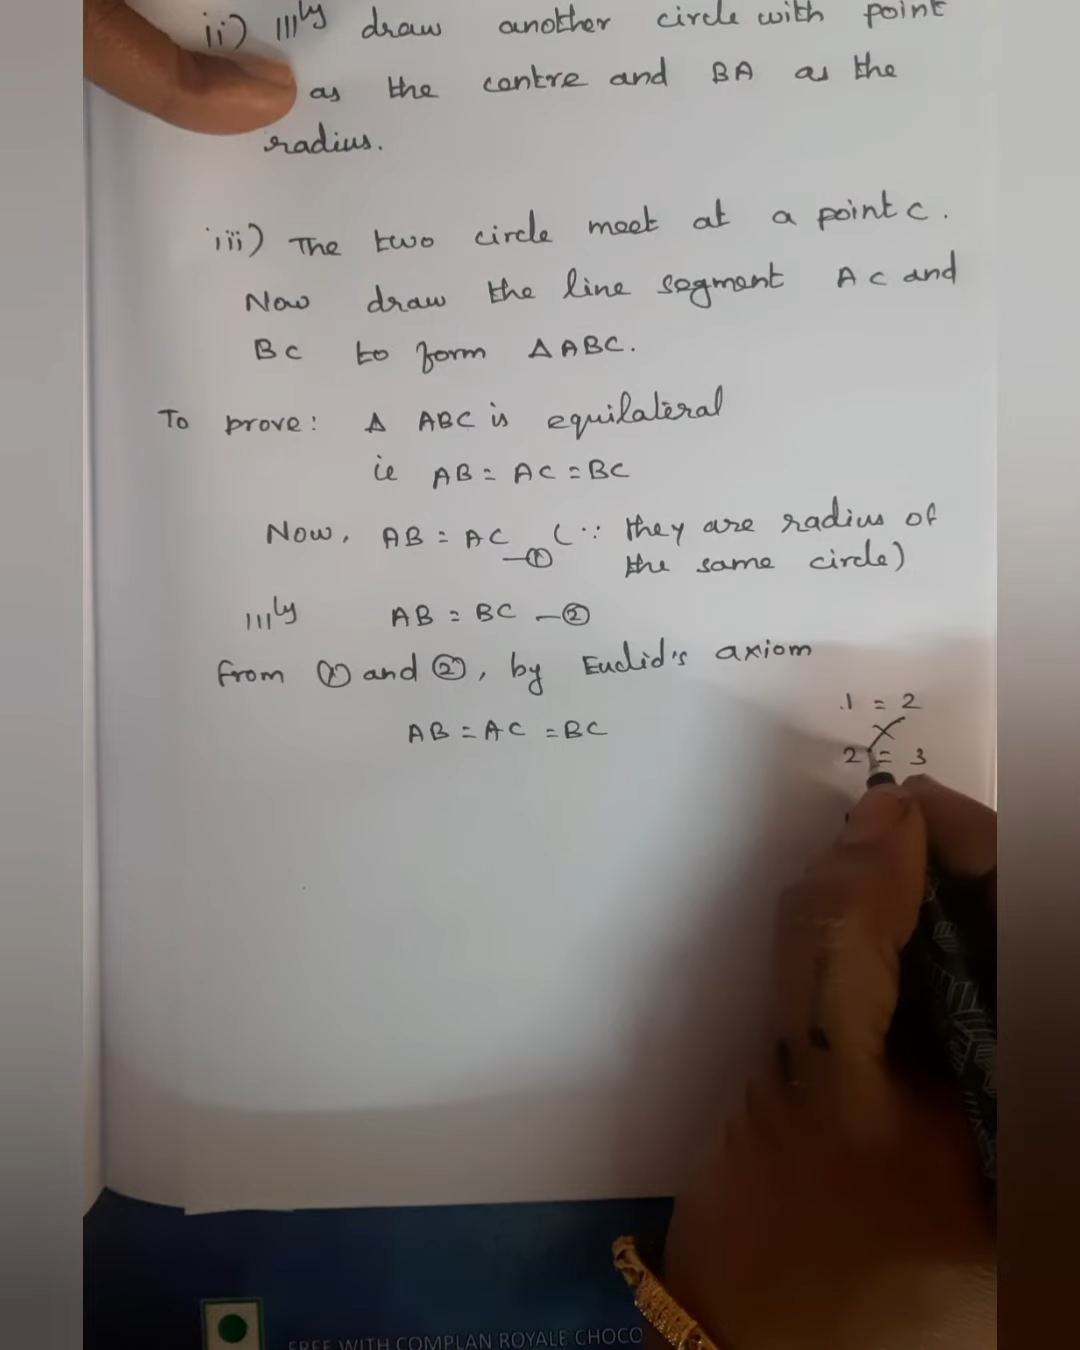 ii) lllly draw another circle with point
as the centre and BA as the
radius.
iii) The two circle meet at a point C.
Now draw the line segment AC and
BC to form Δ ABC.
To prove: Δ ABC is equilateral
ie AB = AC = BC
Now, AB = AC —① (∵ they are radius of
the same circle)
lllly AB = BC —②
from ① and ②, by Euclid's axiom
AB = AC = BC
1 = 2
2 = 3
FREE WITH COMPLAN ROYALE CHOCO